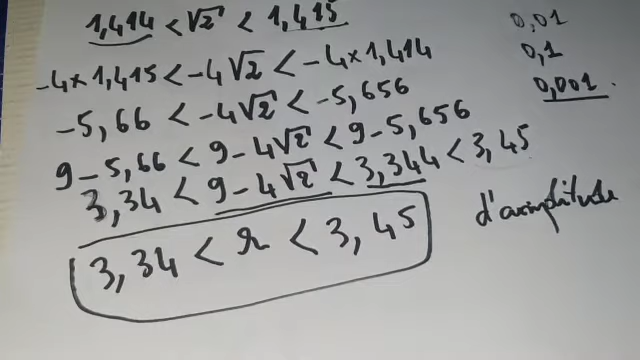 1,414 < √2 < 1,415
-4×1,415 < -4√2 < -4×1,414
-5,66 < -4√2 < -5,656
9-5,66 < 9-4√2 < 9-5,656
3,34 < 9-4√2 < 3,344 < 3,45
3,34 < r < 3,45
0,01
0,1
0,001.
d'amplitude